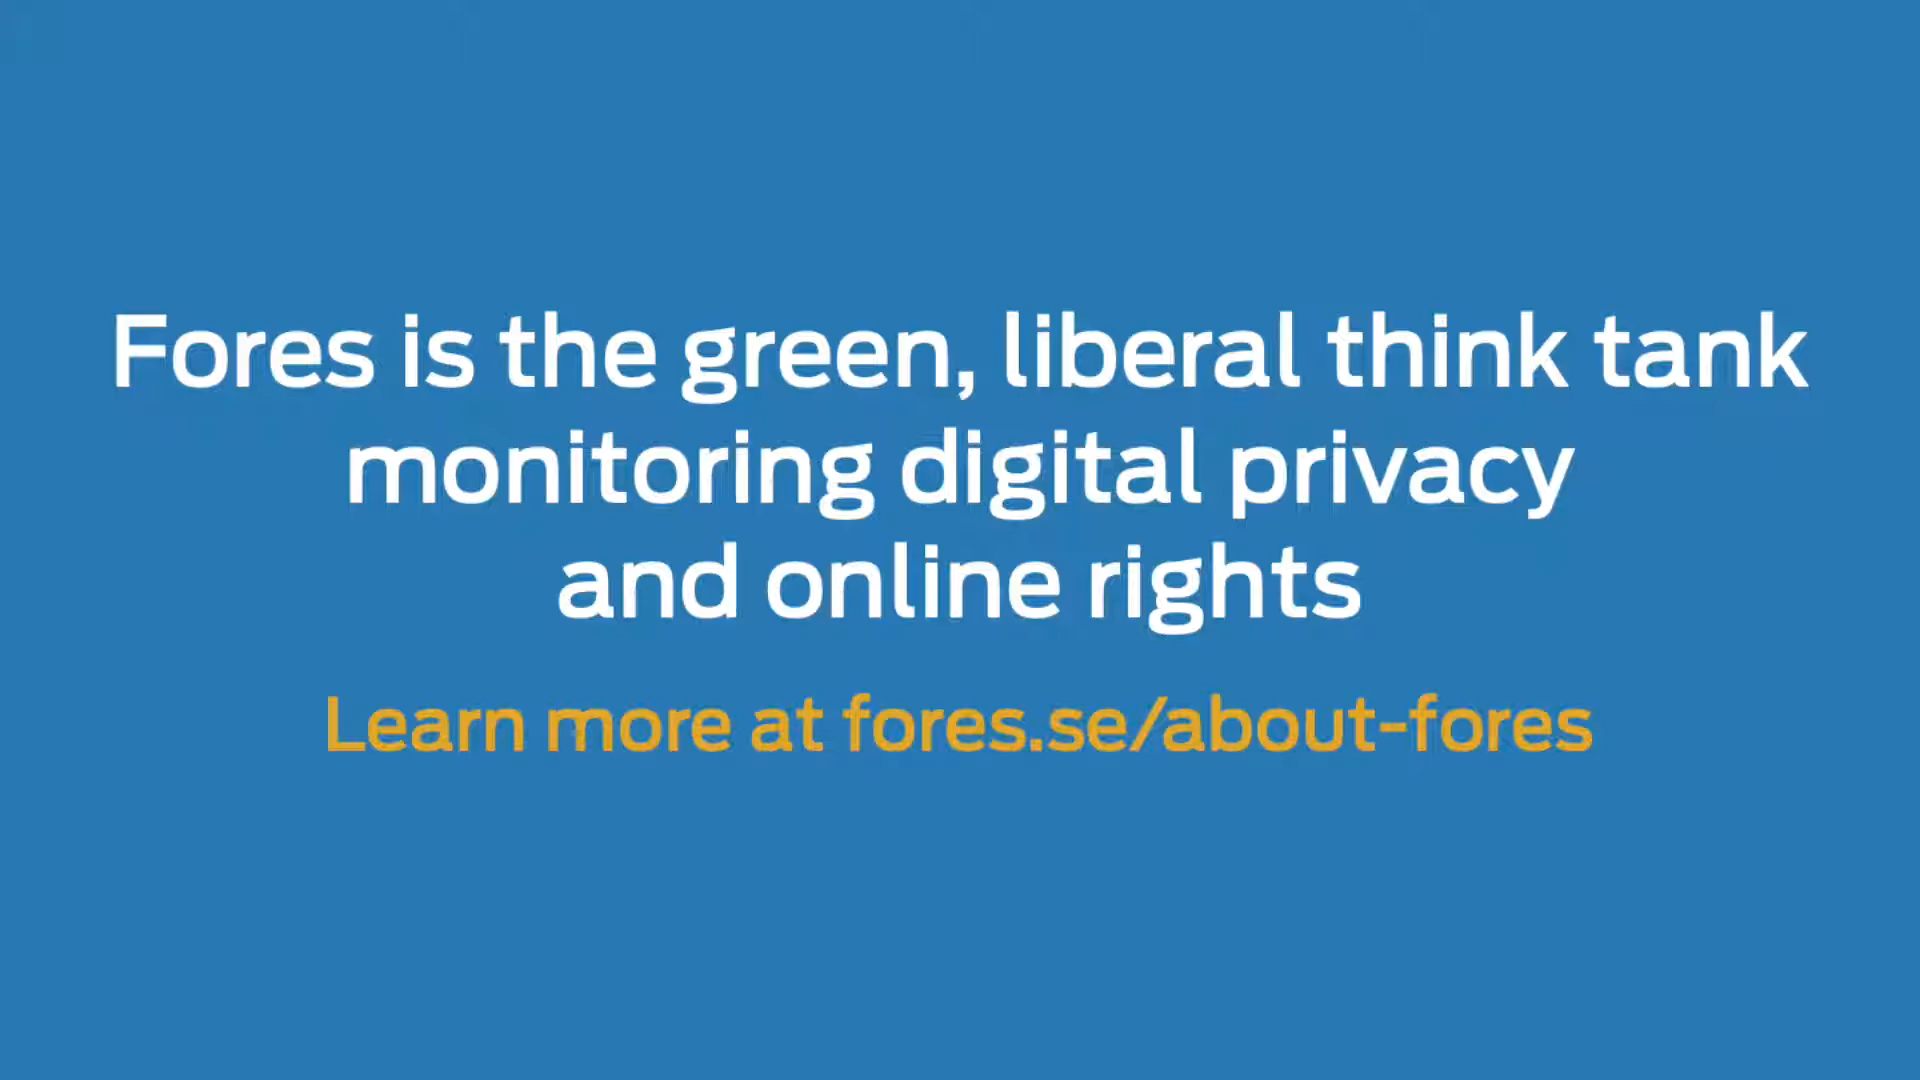 Fores is the green, liberal think tank
monitoring digital privacy
and online rights
Learn more at fores.se/about-fores